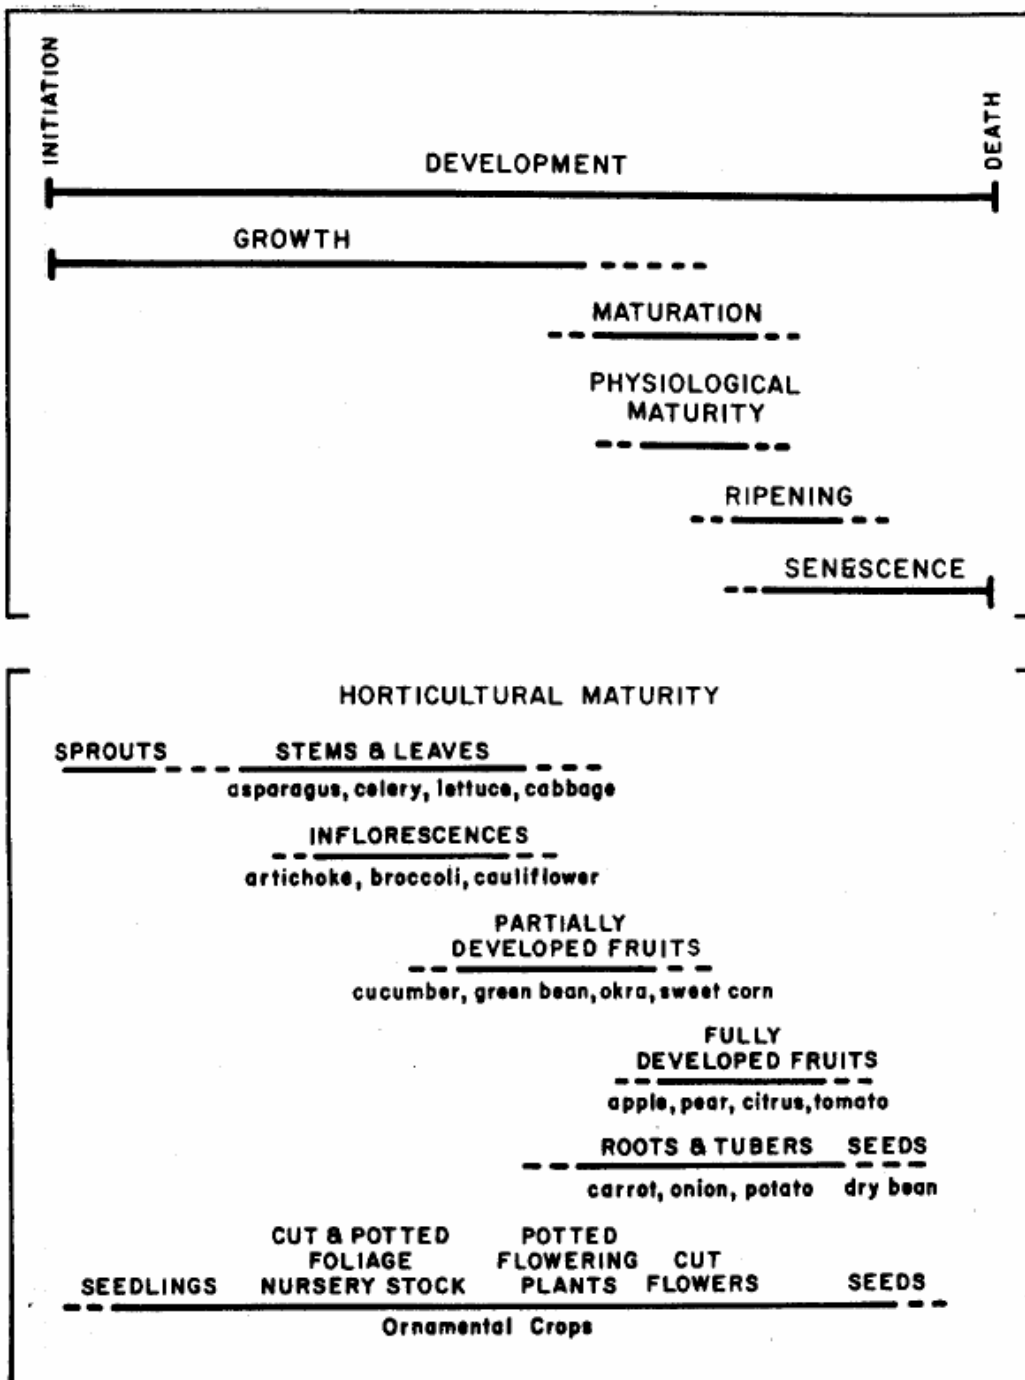 INITIATION
DEATH
DEVELOPMENT
GROWTH
MATURATION
PHYSIOLOGICAL
MATURITY
RIPENING
SENESCENCE
HORTICULTURAL MATURITY
SPROUTS STEMS & LEAVES
asparagus, celery, lettuce, cabbage
INFLORESCENCES
artichoke, broccoli, cauliflower
PARTIALLY
DEVELOPED FRUITS
cucumber, green bean, okra, sweet corn
FULLY
DEVELOPED FRUITS
apple, pear, citrus, tomato
ROOTS & TUBERS SEEDS
carrot, onion, potato dry bean
CUT & POTTED POTTED
FOLIAGE FLOWERING CUT
SEEDLINGS NURSERY STOCK PLANTS FLOWERS SEEDS
Ornamental Crops